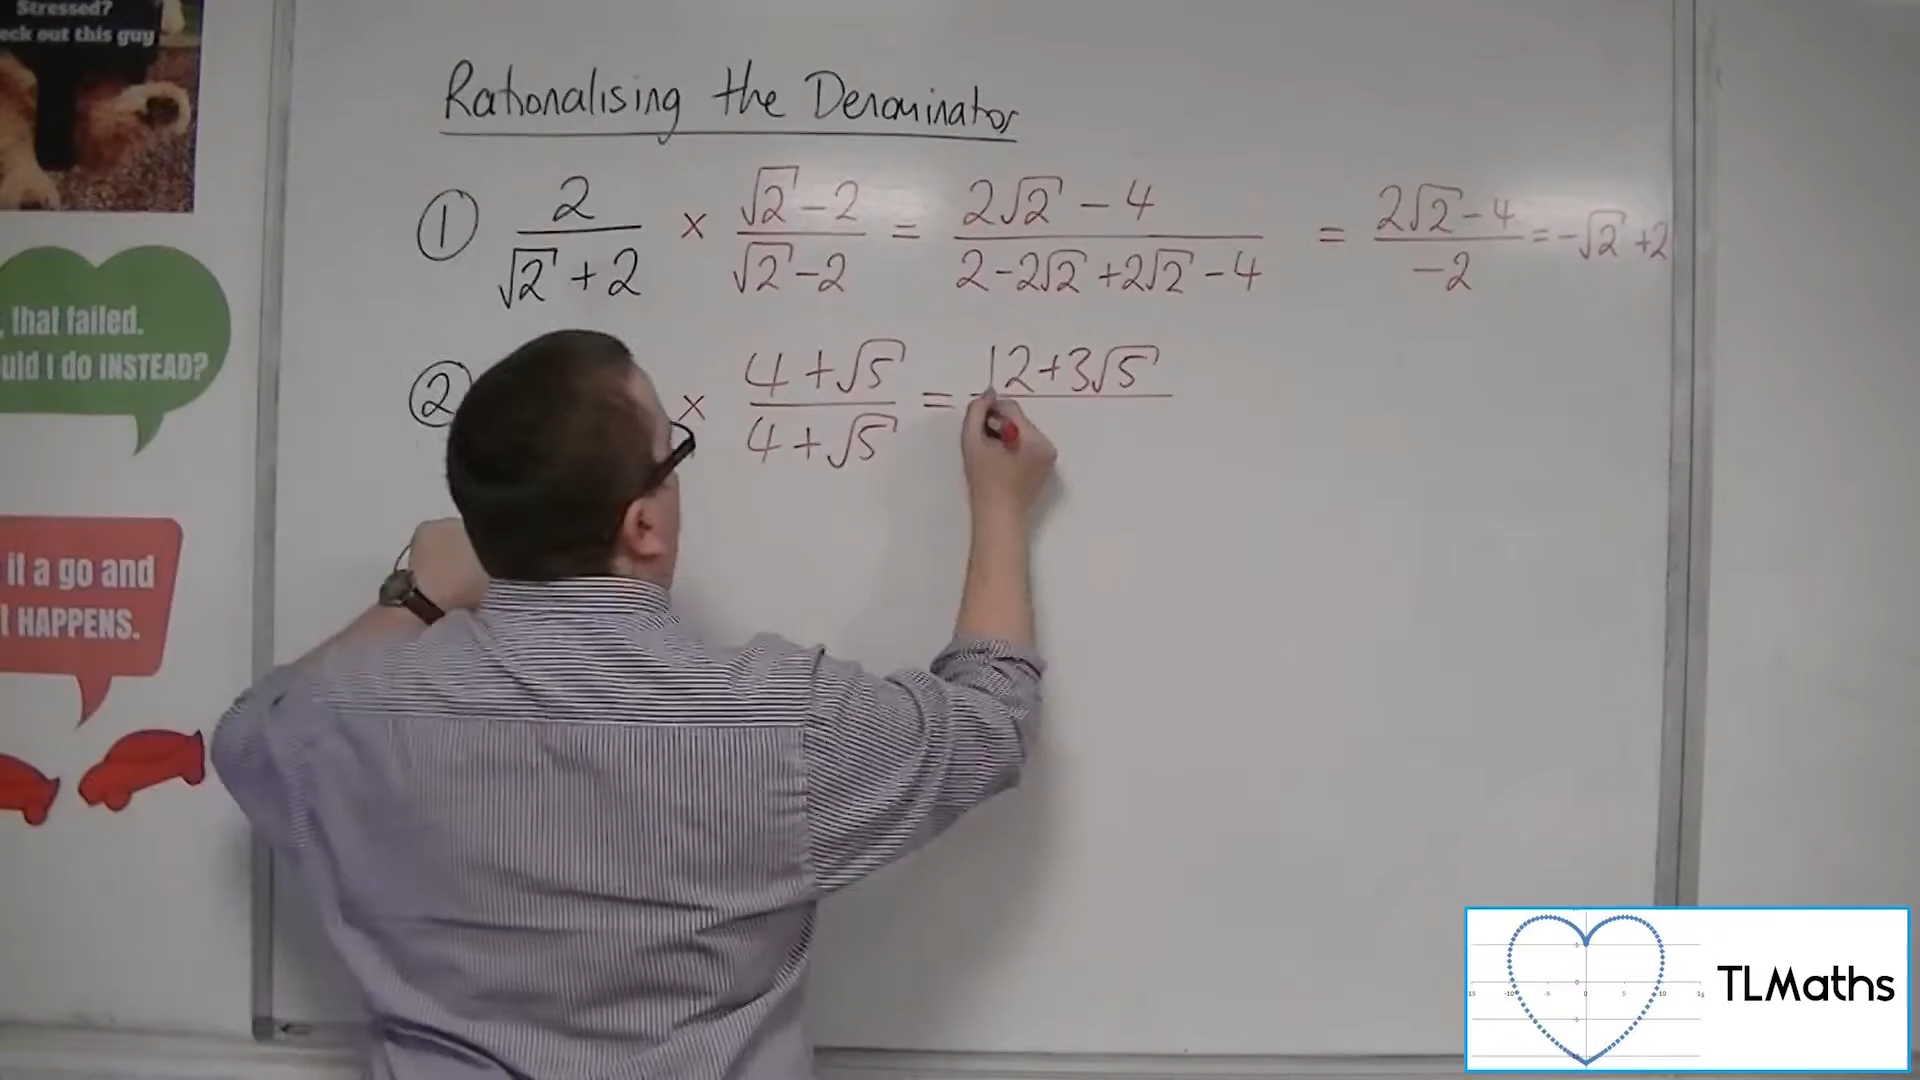 Stressed?
eck out this guy
Rationalising the Denominator
① 2/(√2 + 2) × (√2 - 2)/(√2 - 2) = (2√2 - 4)/(2 - 2√2 + 2√2 - 4) = (2√2 - 4)/(-2) = -√2 + 2
② × (4 + √5)/(4 + √5) = 12 + 3√5
, that failed.
uld I do INSTEAD?
it a go and
HAPPENS.
TLMaths